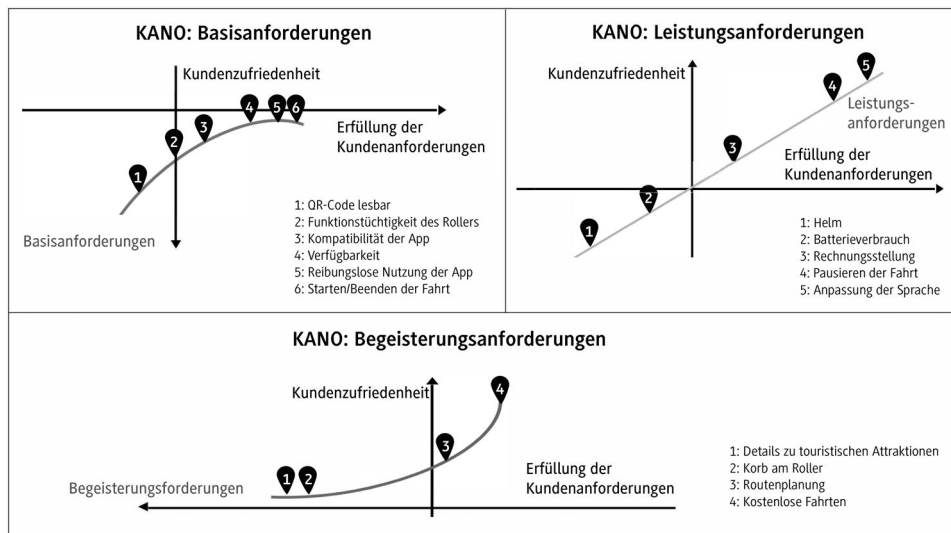 KANO: Basisanforderungen
Kundenzufriedenheit
1
2
3
4
5
6
Erfüllung der
Kundenanforderungen
Basisanforderungen
1: QR-Code lesbar
2: Funktionstüchtigkeit des Rollers
3: Kompatibilität der App
4: Verfügbarkeit
5: Reibungslose Nutzung der App
6: Starten/Beenden der Fahrt
KANO: Leistungsanforderungen
Kundenzufriedenheit
1
2
3
4
5
Leistungs-
anforderungen
Erfüllung der
Kundenanforderungen
1: Helm
2: Batterieverbrauch
3: Rechnungsstellung
4: Pausieren der Fahrt
5: Anpassung der Sprache
KANO: Begeisterungsanforderungen
Kundenzufriedenheit
1
2
3
4
Begeisterungsforderungen
Erfüllung der
Kundenanforderungen
1: Details zu touristischen Attraktionen
2: Korb am Roller
3: Routenplanung
4: Kostenlose Fahrten